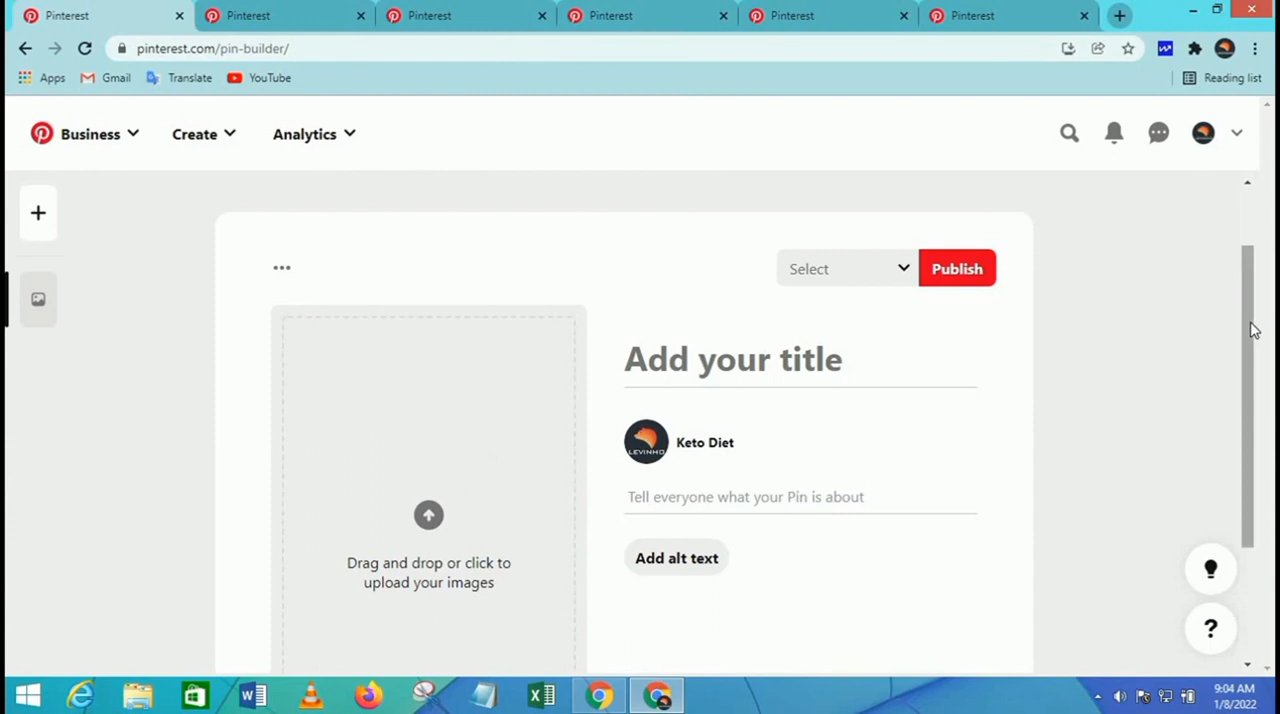 Pinterest
Pinterest
Pinterest
Pinterest
Pinterest
Pinterest
pinterest.com/pin-builder/
Apps
Gmail
Translate
YouTube
Reading list
Business
Create
Analytics
Select
Publish
Add your title
LEVINHO
Keto Diet
Tell everyone what your Pin is about
Drag and drop or click to
upload your images
Add alt text
?
9:04 AM
1/8/2022